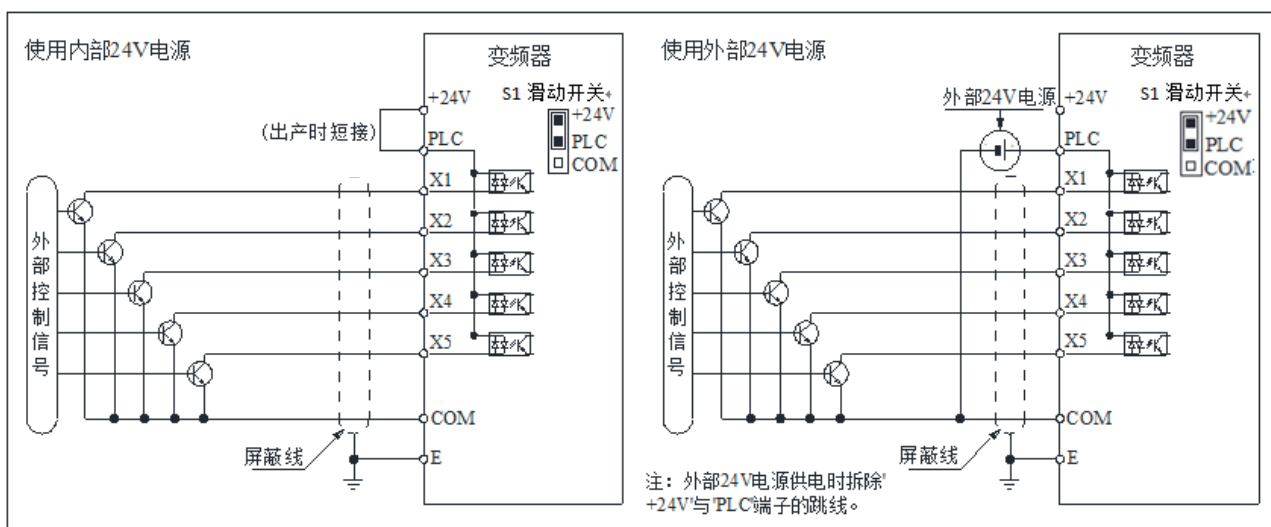 使用内部24V电源
变频器
+24V
S1 滑动开关
+24V
PLC
COM
(出产时短接)
PLC
X1
X2
X3
X4
X5
外部控制信号
COM
屏蔽线
E
使用外部24V电源
变频器
外部24V电源
+24V
S1 滑动开关
+24V
PLC
COM
PLC
X1
X2
X3
X4
X5
外部控制信号
COM
屏蔽线
E
注：外部24V电源供电时拆除'
+24V'与'PLC'端子的跳线。